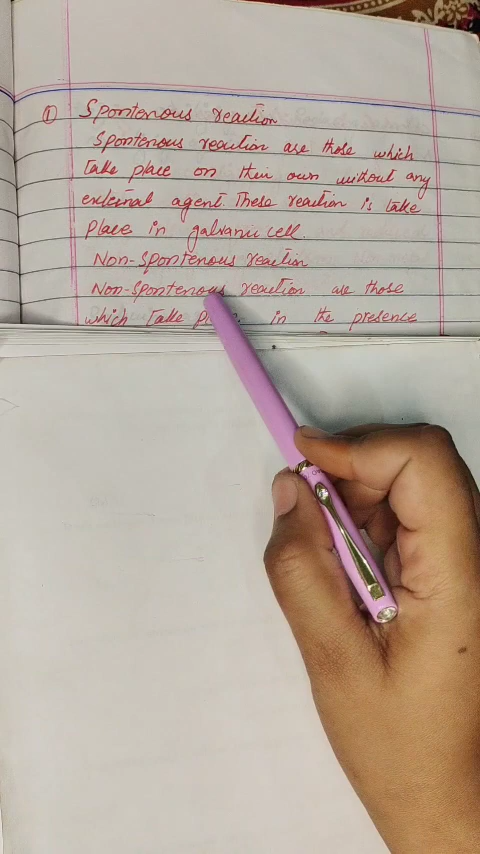 ① Spontenous reaction
Spontenous reaction are those which
take place on their own without any
external agent These reaction is take
place in galvanic cell.
Non-Spontenous reaction
Non-Spontenous reaction are those
which take in the presence